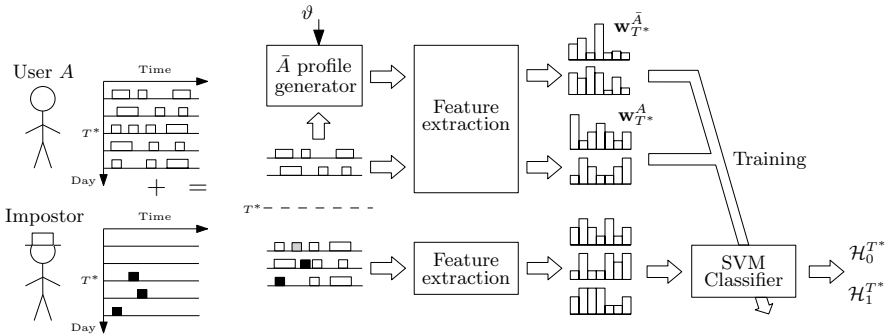 User A
Time
T*
Day
+ =
ϑ
Ā profile
generator
Feature
extraction
w^Ā_T*
w^A_T*
Training
Impostor
Time
T*
Day
T*
Feature
extraction
SVM
Classifier
ℋ_0^T*
ℋ_1^T*